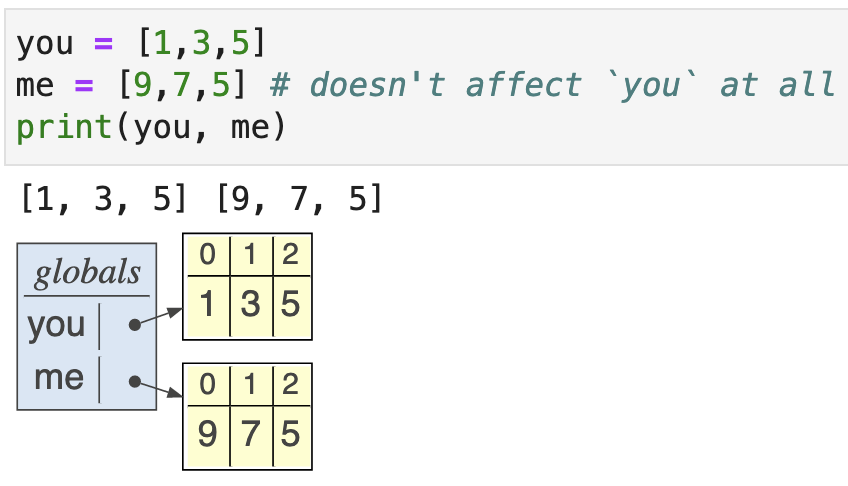 you = [1,3,5]
me = [9,7,5] # doesn't affect `you` at all
print(you, me)
[1, 3, 5] [9, 7, 5]
globals
you
me
0 1 2
1 3 5
0 1 2
9 7 5